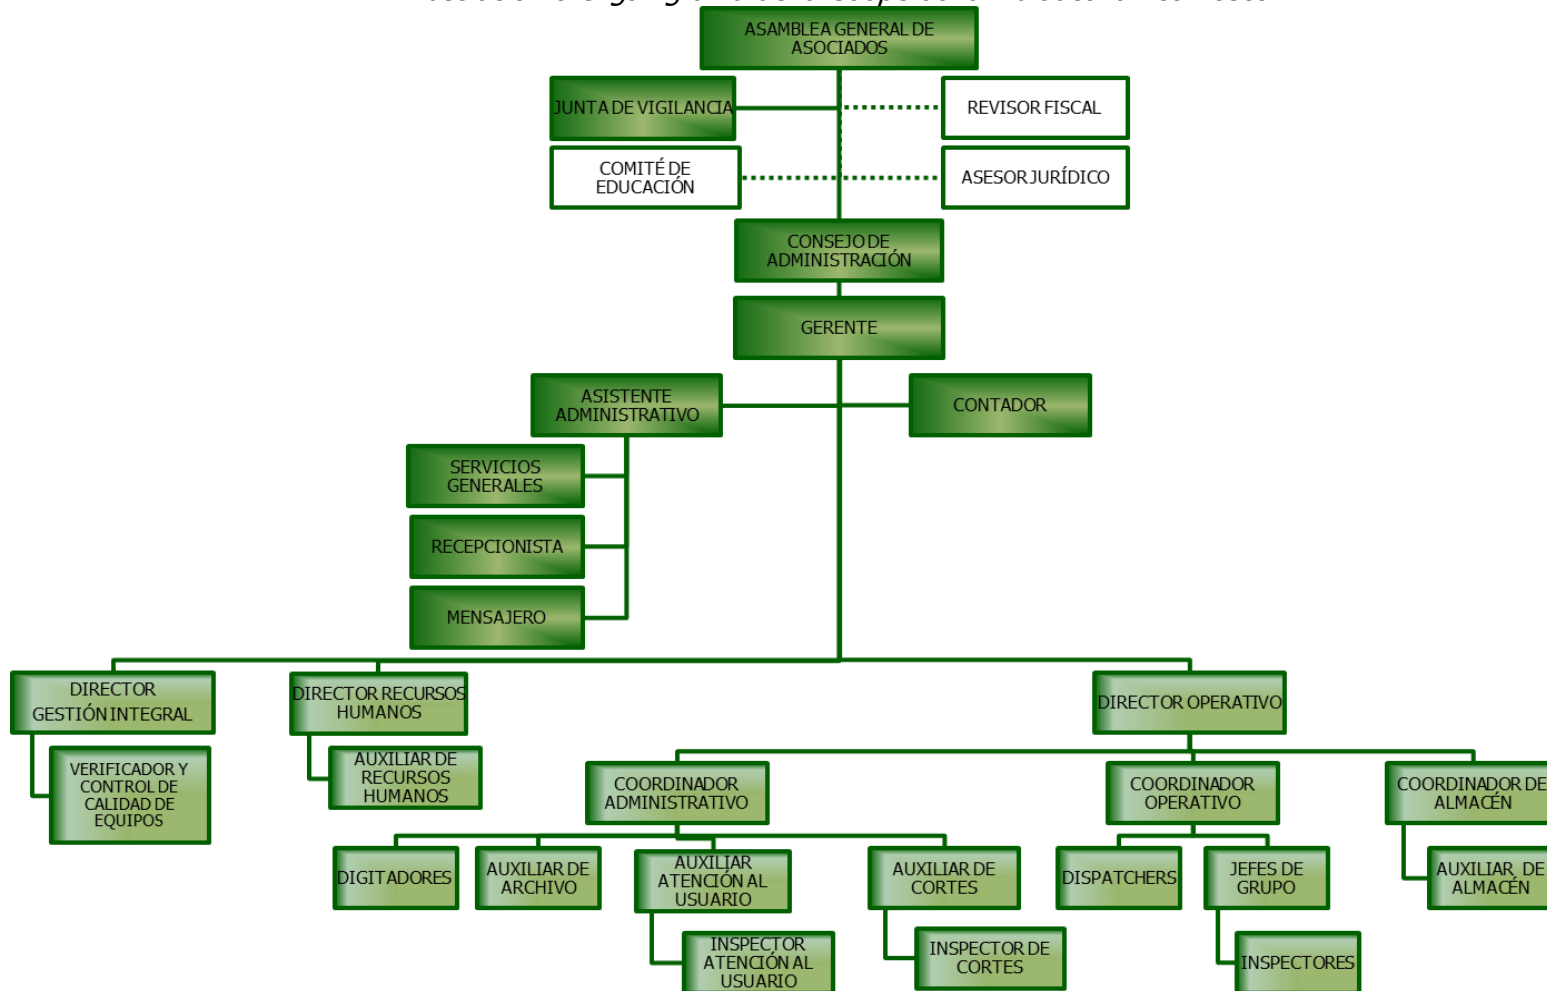 ASAMBLEA GENERAL DE
ASOCIADOS
JUNTA DE VIGILANCIA
REVISOR FISCAL
COMITÉ DE
EDUCACIÓN
ASESOR JURÍDICO
CONSEJO DE
ADMINISTRACIÓN
GERENTE
ASISTENTE
ADMINISTRATIVO
CONTADOR
SERVICIOS
GENERALES
RECEPCIONISTA
MENSAJERO
DIRECTOR
GESTIÓN INTEGRAL
DIRECTOR RECURSOS
HUMANOS
DIRECTOR OPERATIVO
VERIFICADOR Y
CONTROL DE
CALIDAD DE
EQUIPOS
AUXILIAR DE
RECURSOS
HUMANOS
COORDINADOR
ADMINISTRATIVO
COORDINADOR
OPERATIVO
COORDINADOR DE
ALMACÉN
DIGITADORES
AUXILIAR DE
ARCHIVO
AUXILIAR
ATENCIÓN AL
USUARIO
AUXILIAR DE
CORTES
DISPATCHERS
JEFES DE
GRUPO
AUXILIAR DE
ALMACÉN
INSPECTOR
ATENCIÓN AL
USUARIO
INSPECTOR DE
CORTES
INSPECTORES